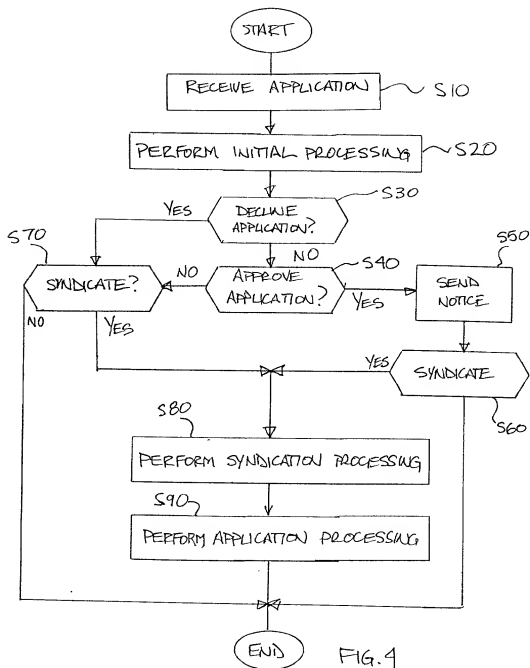 START
RECEIVE APPLICATION
S10
PERFORM INITIAL PROCESSING
S20
S30
YES
DECLINE
APPLICATION?
S70
NO
S40
S50
SYNDICATE?
NO
APPROVE
APPLICATION?
YES
SEND
NOTICE
NO
YES
YES
SYNDICATE
S60
S80
PERFORM SYNDICATION PROCESSING
S90
PERFORM APPLICATION PROCESSING
END
FIG. 4